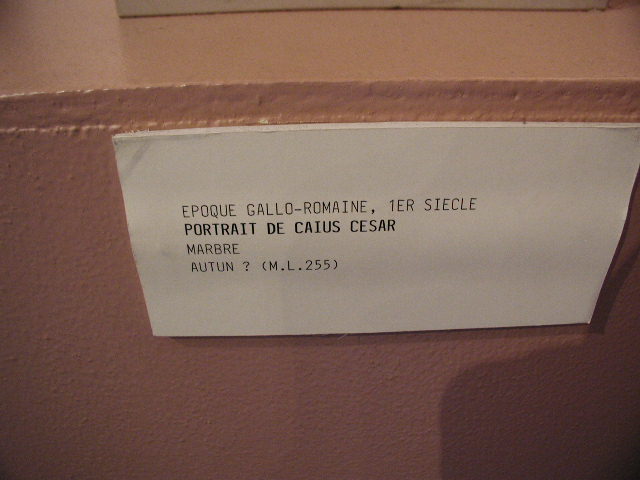 EPOQUE GALLO-ROMAINE, 1ER SIECLE
PORTRAIT DE CAIUS CESAR
MARBRE
AUTUN ? (M.L.255)